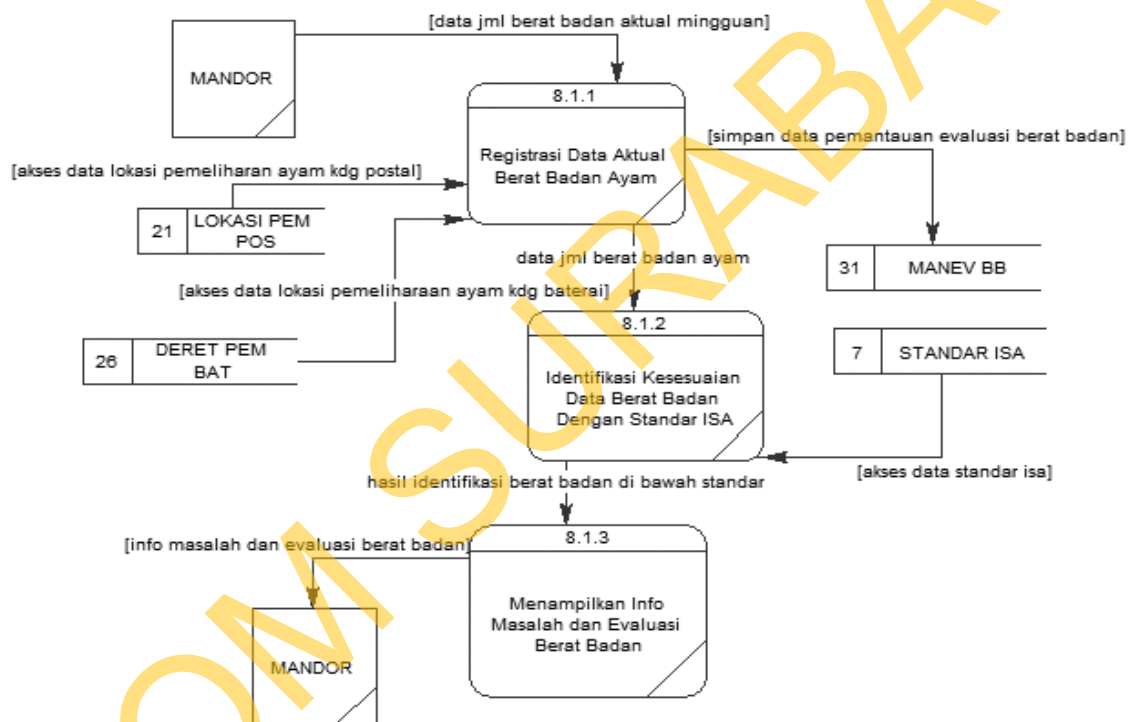 [data jml berat badan aktual mingguan]
MANDOR
8.1.1
Registrasi Data Aktual
Berat Badan Ayam
[simpan data pemantauan evaluasi berat badan]
[akses data lokasi pemeliharan ayam kdg postal]
21
LOKASI PEM
POS
data jml berat badan ayam
31
MANEV BB
[akses data lokasi pemeliharaan ayam kdg baterai]
8.1.2
Identifikasi Kesesuaian
Data Berat Badan
Dengan Standar ISA
26
DERET PEM
BAT
7
STANDAR ISA
[akses data standar isa]
hasil identifikasi berat badan di bawah standar
8.1.3
Menampilkan Info
Masalah dan Evaluasi
Berat Badan
[info masalah dan evaluasi berat badan]
MANDOR
OM SURABA